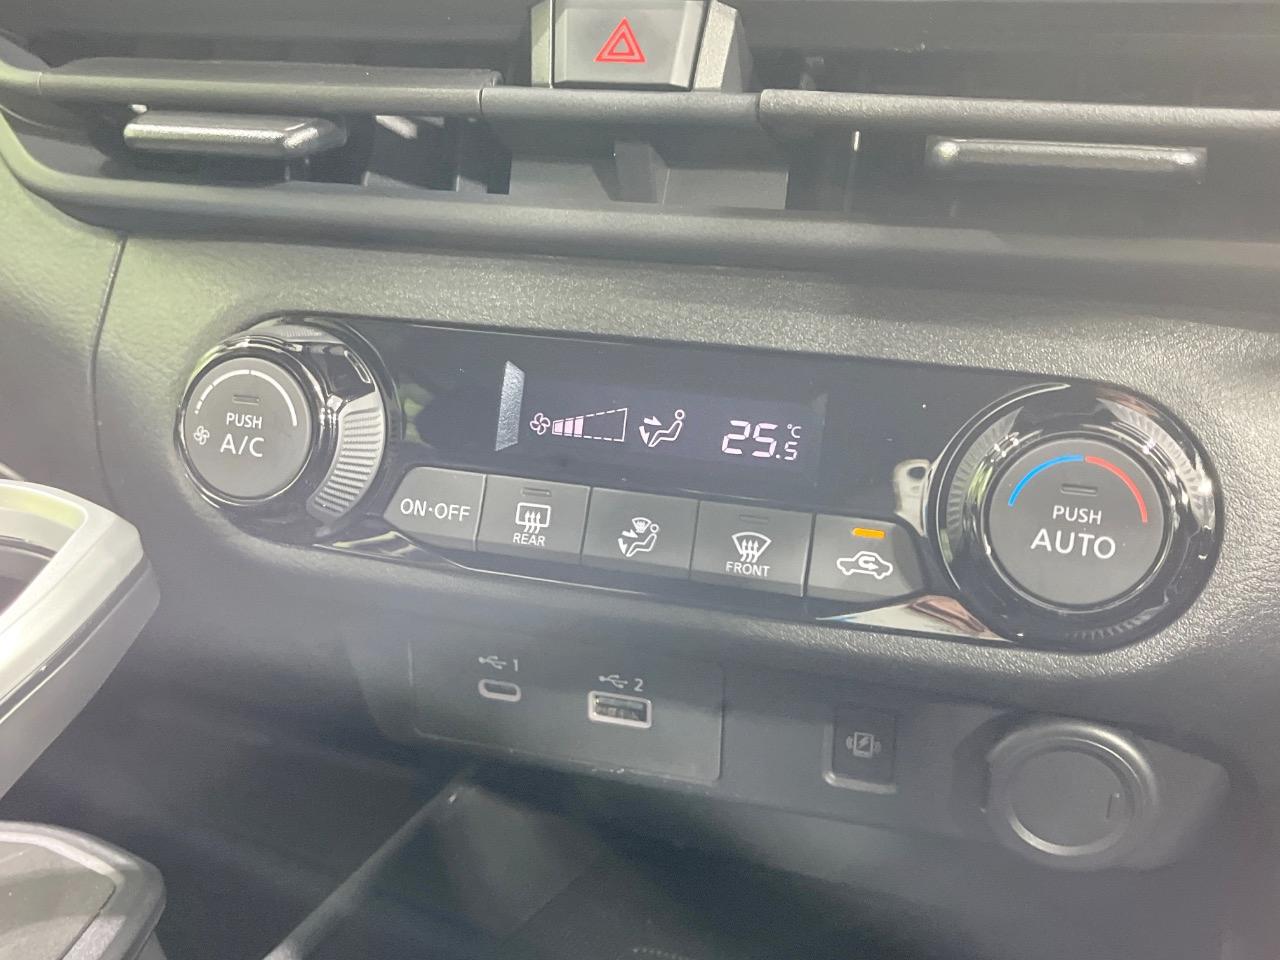 PUSH
A/C
25.5 °C
ON·OFF
REAR
FRONT
PUSH
AUTO
1
2